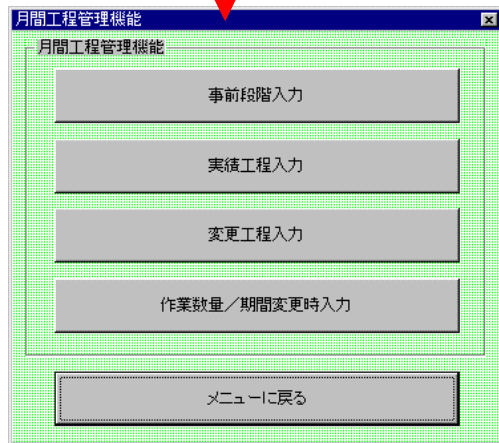 月間工程管理機能
月間工程管理機能
事前段階入力
実績工程入力
変更工程入力
作業数量／期間変更時入力
メニューに戻る